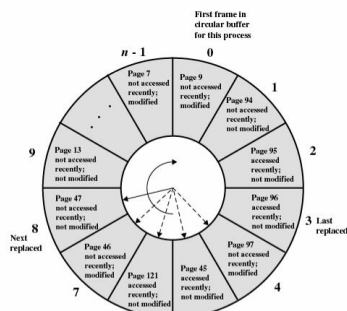 First frame in
circular buffer
for this process
n - 1
0
Page 7
not accessed
recently;
modified
Page 9
not accessed
recently;
modified
1
Page 94
not accessed
recently;
not modified
2
Page 95
accessed
recently;
not modified
3
Last
replaced
Page 96
accessed
recently;
not modified
4
Page 97
not accessed
recently;
modified
Page 45
accessed
recently;
not modified
Page 121
accessed
recently;
not modified
7
Page 46
not accessed
recently;
modified
8
Next
replaced
Page 47
not accessed
recently;
not modified
9
Page 13
not accessed
recently;
not modified